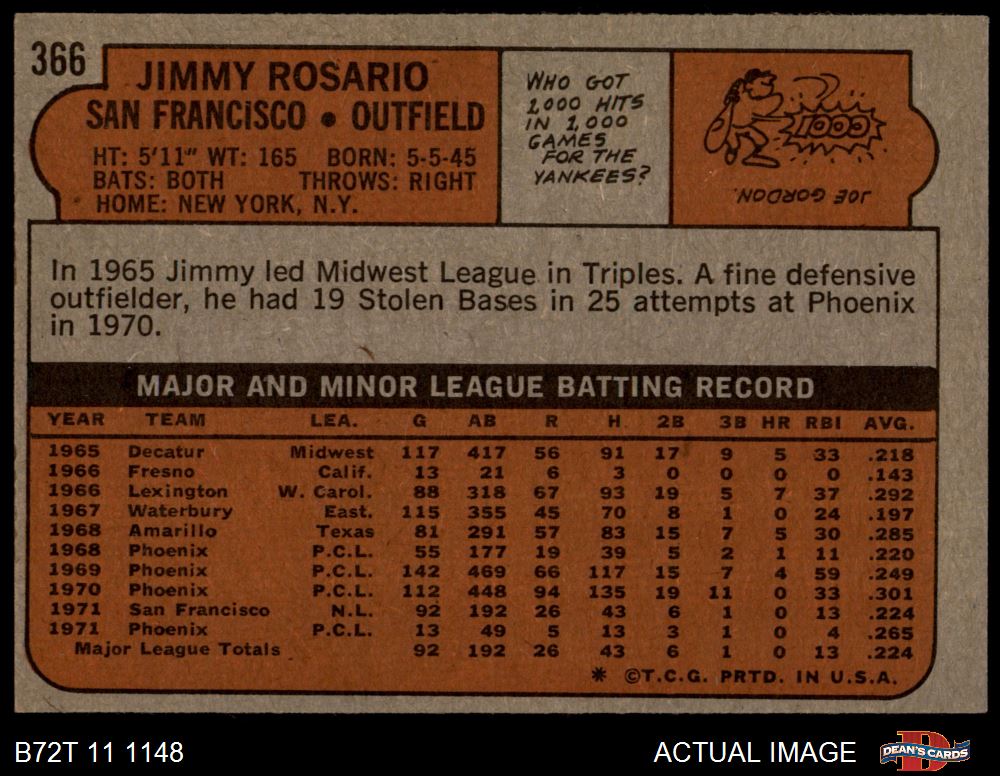 366
JIMMY ROSARIO
SAN FRANCISCO • OUTFIELD
HT: 5'11" WT: 165 BORN: 5-5-45
BATS: BOTH THROWS: RIGHT
HOME: NEW YORK, N.Y.
WHO GOT
1,000 HITS
IN 1,000
GAMES
FOR THE
YANKEES?
1000
JOE GORDON.
In 1965 Jimmy led Midwest League in Triples. A fine defensive
outfielder, he had 19 Stolen Bases in 25 attempts at Phoenix
in 1970.
MAJOR AND MINOR LEAGUE BATTING RECORD
YEAR TEAM LEA. G AB R H 2B 3B HR RBI AVG.
1965 Decatur Midwest 117 417 56 91 17 9 5 33 .218
1966 Fresno Calif. 13 21 6 3 0 0 0 0 .143
1966 Lexington W. Carol. 88 318 67 93 19 5 7 37 .292
1967 Waterbury East. 115 355 45 70 8 1 0 24 .197
1968 Amarillo Texas 81 291 57 83 15 7 5 30 .285
1968 Phoenix P.C.L. 55 177 19 39 5 2 1 11 .220
1969 Phoenix P.C.L. 142 469 66 117 15 7 4 59 .249
1970 Phoenix P.C.L. 112 448 94 135 19 11 0 33 .301
1971 San Francisco N.L. 92 192 26 43 6 1 0 13 .224
1971 Phoenix P.C.L. 13 49 5 13 3 1 0 4 .265
Major League Totals 92 192 26 43 6 1 0 13 .224
* ©T.C.G. PRTD. IN U.S.A.
B72T 11 1148 ACTUAL IMAGE
D
DEAN'S CARDS